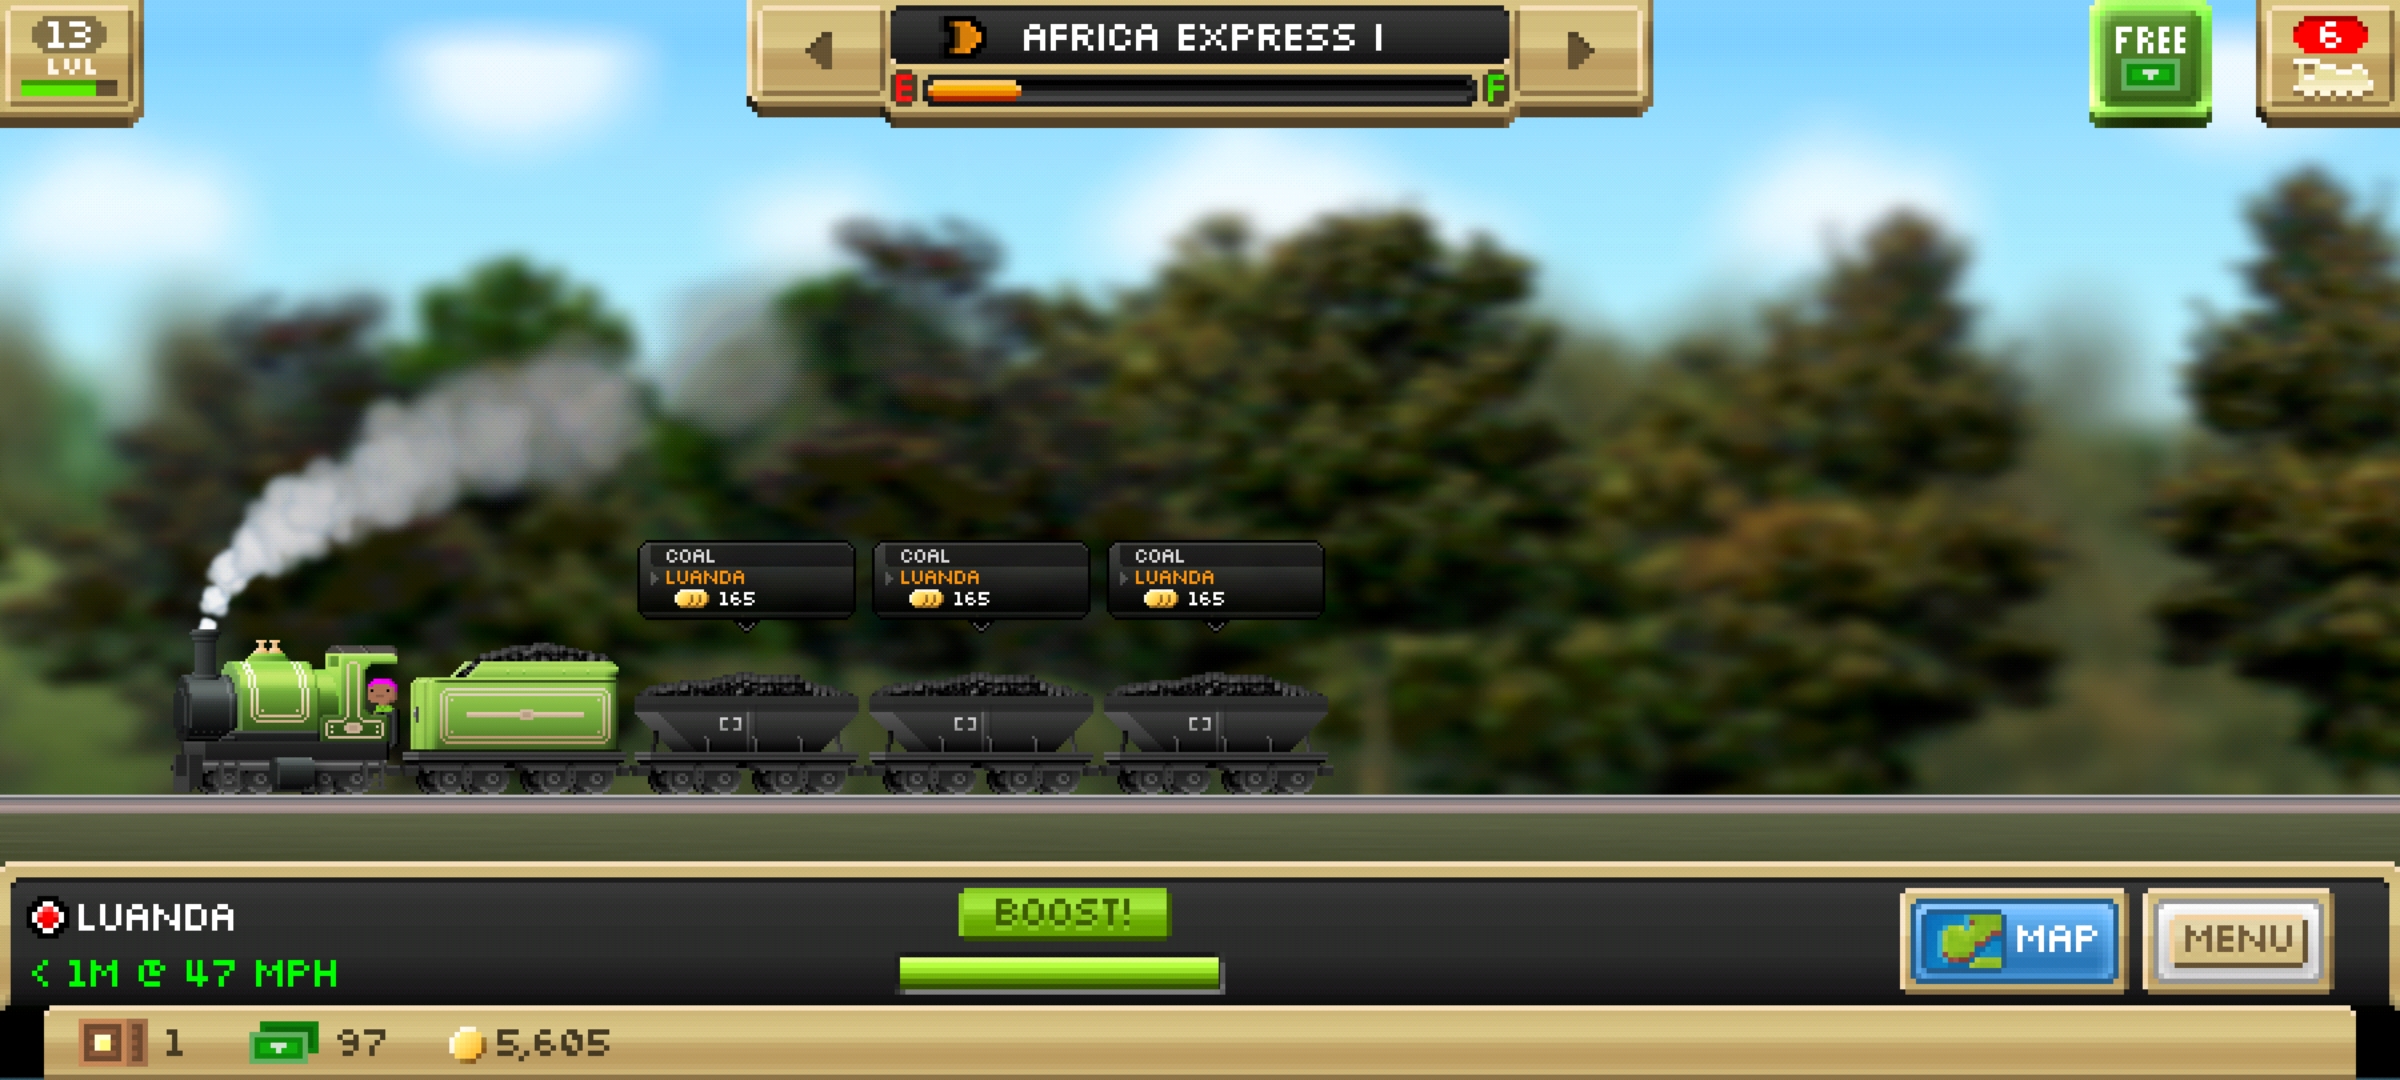 13
LVL
AFRICA EXPRESS I
E F
FREE
6
COAL
LUANDA
165
COAL
LUANDA
165
COAL
LUANDA
165
LUANDA
< 1M @ 47 MPH
BOOST!
MAP
MENU
1
97
5,605